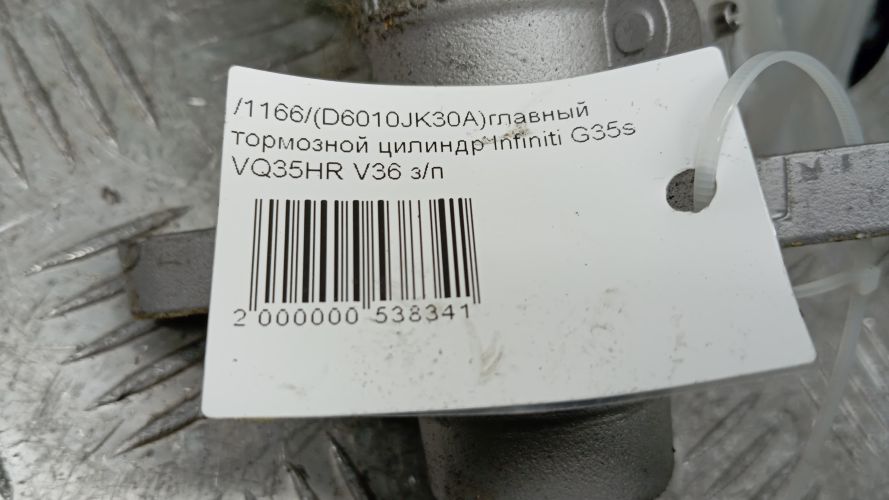 /1166/(D6010JK30A)главный
тормозной цилиндр Infiniti G35s
VQ35HR V36 з/п
2 000000 538341